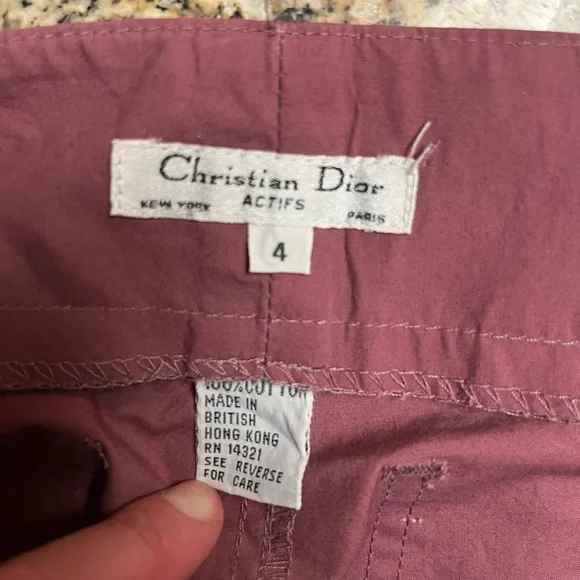 Christian Dior
NEW YORK ACTIFS PARIS
4
100% COTTON
MADE IN
BRITISH
HONG KONG
RN 14321
SEE REVERSE
FOR CARE